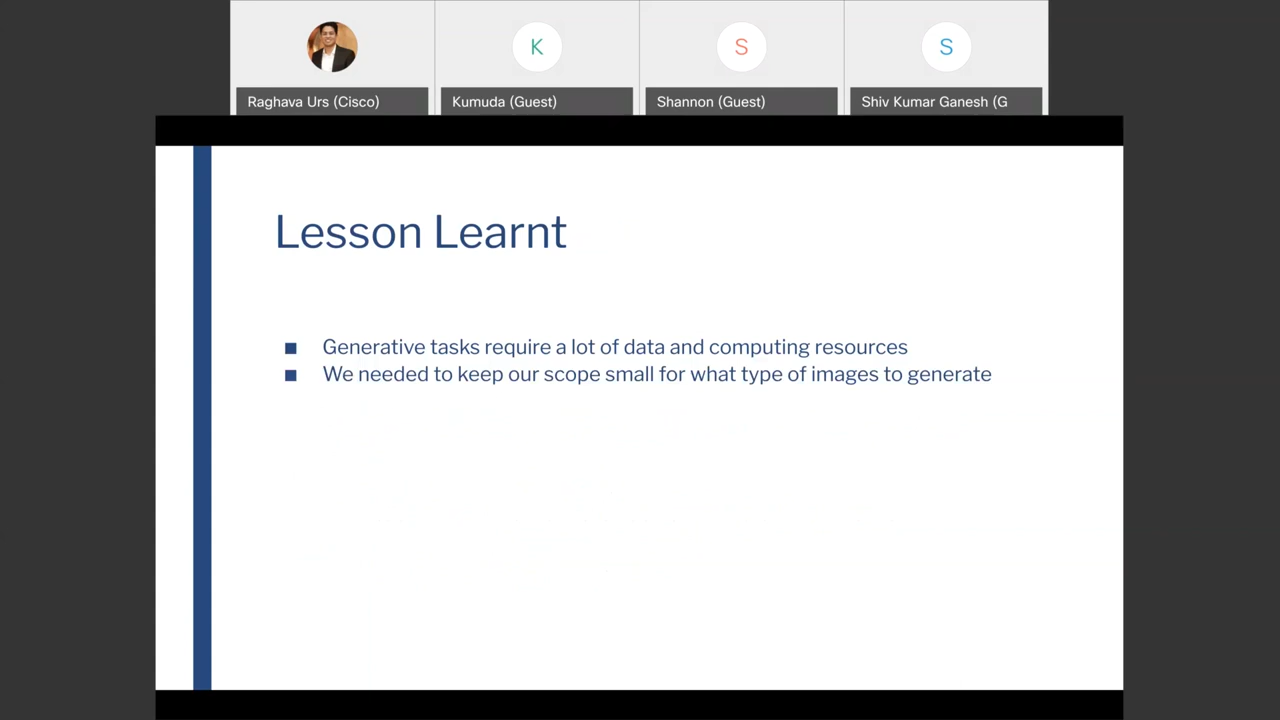 K
S
S
Raghava Urs (Cisco)
Kumuda (Guest)
Shannon (Guest)
Shiv Kumar Ganesh (G
Lesson Learnt
Generative tasks require a lot of data and computing resources
We needed to keep our scope small for what type of images to generate